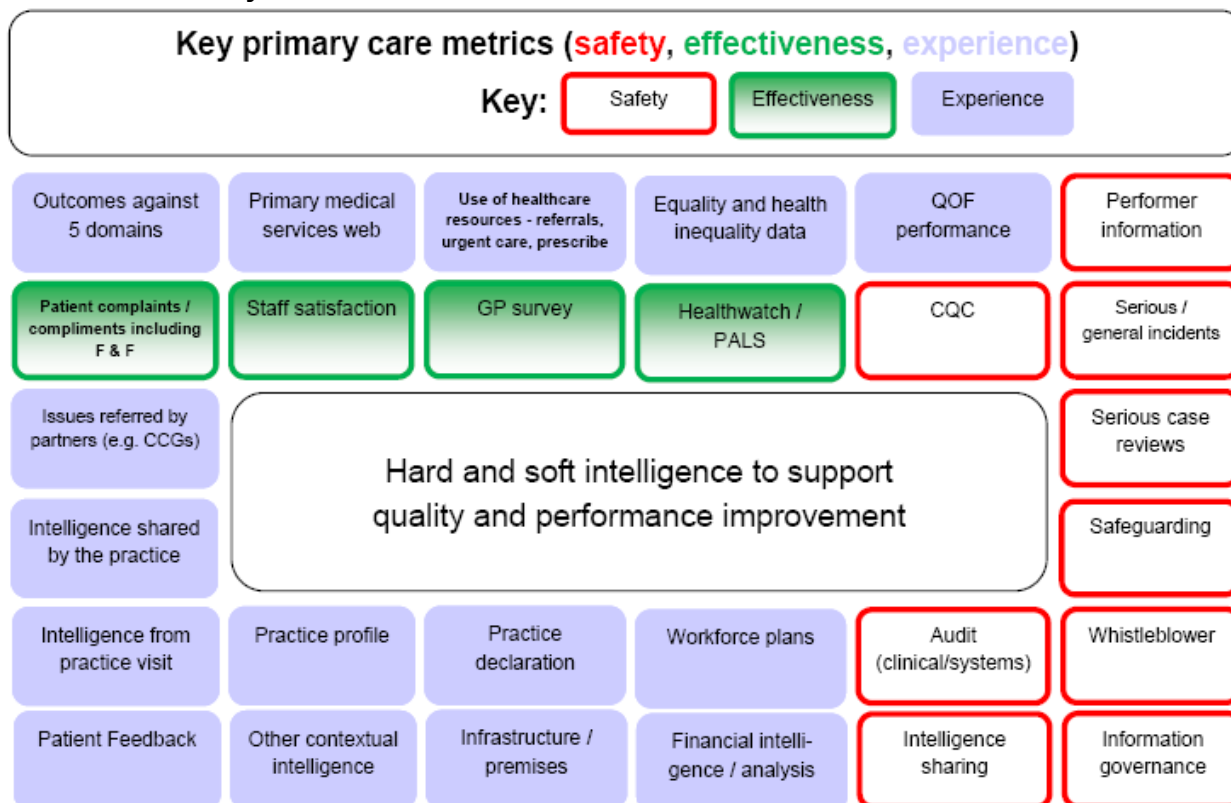 Key primary care metrics (safety, effectiveness, experience)
Key:
Safety
Effectiveness
Experience
Outcomes against
5 domains
Primary medical
services web
Use of healthcare
resources - referrals,
urgent care, prescribe
Equality and health
inequality data
QOF
performance
Performer
information
Patient complaints /
compliments including
F & F
Staff satisfaction
GP survey
Healthwatch /
PALS
CQC
Serious /
general incidents
Issues referred by
partners (e.g. CCGs)
Hard and soft intelligence to support
quality and performance improvement
Serious case
reviews
Intelligence shared
by the practice
Safeguarding
Intelligence from
practice visit
Practice profile
Practice
declaration
Workforce plans
Audit
(clinical/systems)
Whistleblower
Patient Feedback
Other contextual
intelligence
Infrastructure /
premises
Financial intelli-
gence / analysis
Intelligence
sharing
Information
governance